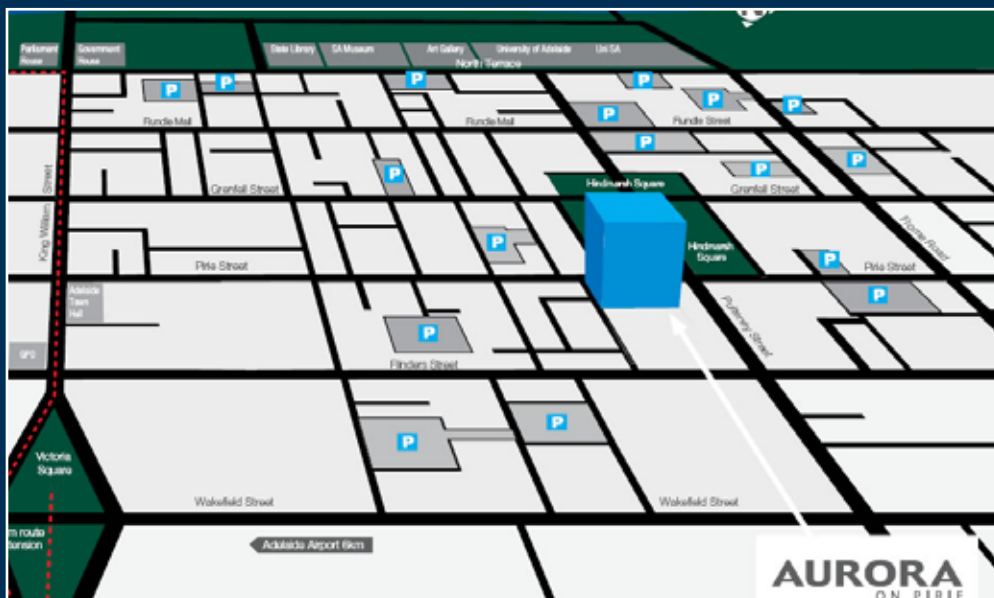 Parliament
House
Government
House
State Library
SA Museum
Art Gallery
University of Adelaide
Uni SA
North Terrace
P
P
P
P
P
P
Rundle Mall
Rundle Mall
Rundle Street
P
P
P
P
Grenfell Street
Hindmarsh Square
Grenfell Street
King William Street
Frome Road
P
Hindmarsh
Square
P
Pirie Street
Pirie Street
Adelaide
Town
Hall
P
Pulteney Street
P
GPO
Flinders Street
P
P
Victoria
Square
Wakefield Street
Wakefield Street
m route
tension
Adelaide Airport 6km
AURORA
ON PIRIE